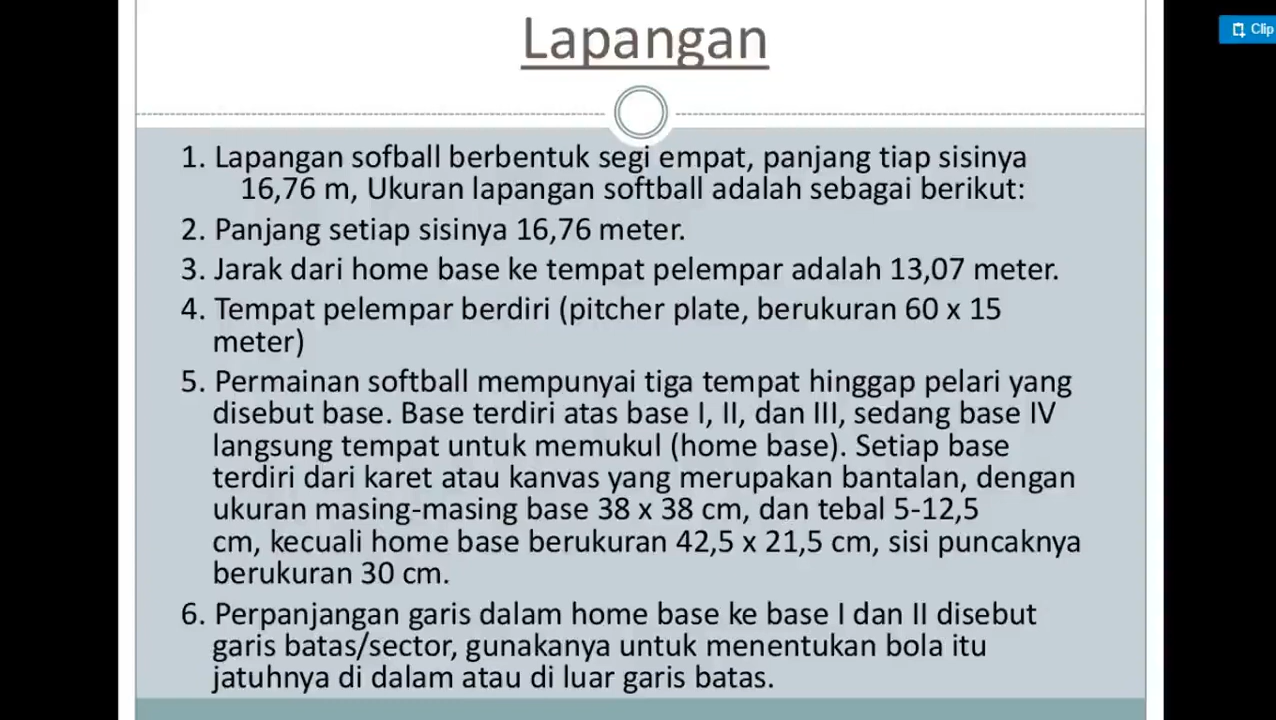 Lapangan
Clip
1. Lapangan sofball berbentuk segi empat, panjang tiap sisinya
16,76 m, Ukuran lapangan softball adalah sebagai berikut:
2. Panjang setiap sisinya 16,76 meter.
3. Jarak dari home base ke tempat pelempar adalah 13,07 meter.
4. Tempat pelempar berdiri (pitcher plate, berukuran 60 x 15
meter)
5. Permainan softball mempunyai tiga tempat hinggap pelari yang
disebut base. Base terdiri atas base I, II, dan III, sedang base IV
langsung tempat untuk memukul (home base). Setiap base
terdiri dari karet atau kanvas yang merupakan bantalan, dengan
ukuran masing-masing base 38 x 38 cm, dan tebal 5-12,5
cm, kecuali home base berukuran 42,5 x 21,5 cm, sisi puncaknya
berukuran 30 cm.
6. Perpanjangan garis dalam home base ke base I dan II disebut
garis batas/sector, gunakanya untuk menentukan bola itu
jatuhnya di dalam atau di luar garis batas.